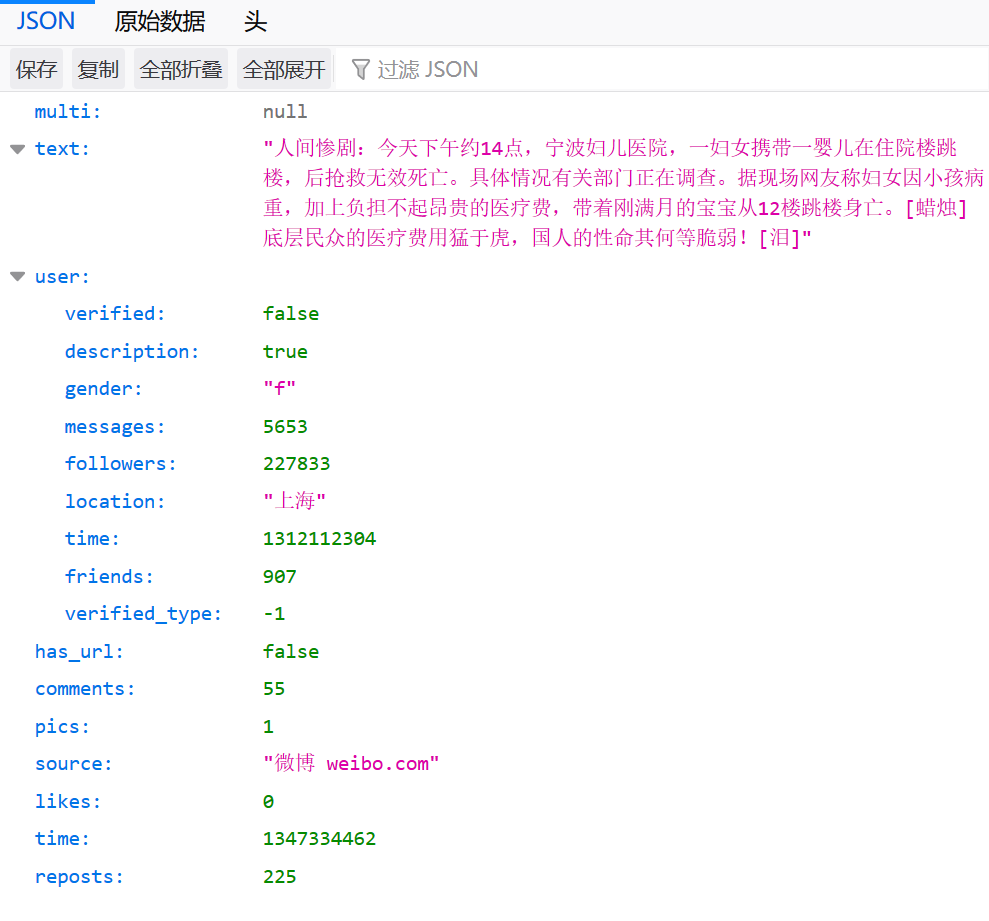 JSON 原始数据 头
保存 复制 全部折叠 全部展开 过滤 JSON
multi: null
text: "人间惨剧：今天下午约14点，宁波妇儿医院，一妇女携带一婴儿在住院楼跳
楼，后抢救无效死亡。具体情况有关部门正在调查。据现场网友称妇女因小孩病
重，加上负担不起昂贵的医疗费，带着刚满月的宝宝从12楼跳楼身亡。[蜡烛]
底层民众的医疗费用猛于虎，国人的性命其何等脆弱！[泪]"
user:
verified: false
description: true
gender: "f"
messages: 5653
followers: 227833
location: "上海"
time: 1312112304
friends: 907
verified_type: -1
has_url: false
comments: 55
pics: 1
source: "微博 weibo.com"
likes: 0
time: 1347334462
reposts: 225